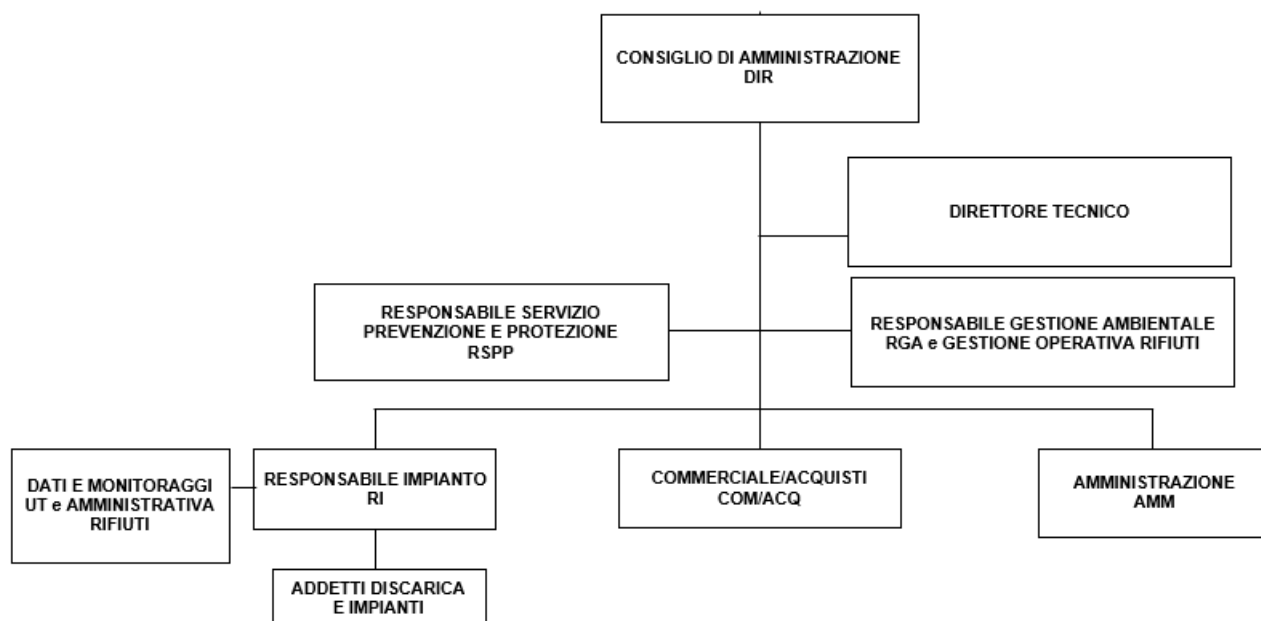 CONSIGLIO DI AMMINISTRAZIONE
DIR
DIRETTORE TECNICO
RESPONSABILE SERVIZIO
PREVENZIONE E PROTEZIONE
RSPP
RESPONSABILE GESTIONE AMBIENTALE
RGA e GESTIONE OPERATIVA RIFIUTI
DATI E MONITORAGGI
UT e AMMINISTRATIVA
RIFIUTI
RESPONSABILE IMPIANTO
RI
COMMERCIALE/ACQUISTI
COM/ACQ
AMMINISTRAZIONE
AMM
ADDETTI DISCARICA
E IMPIANTI